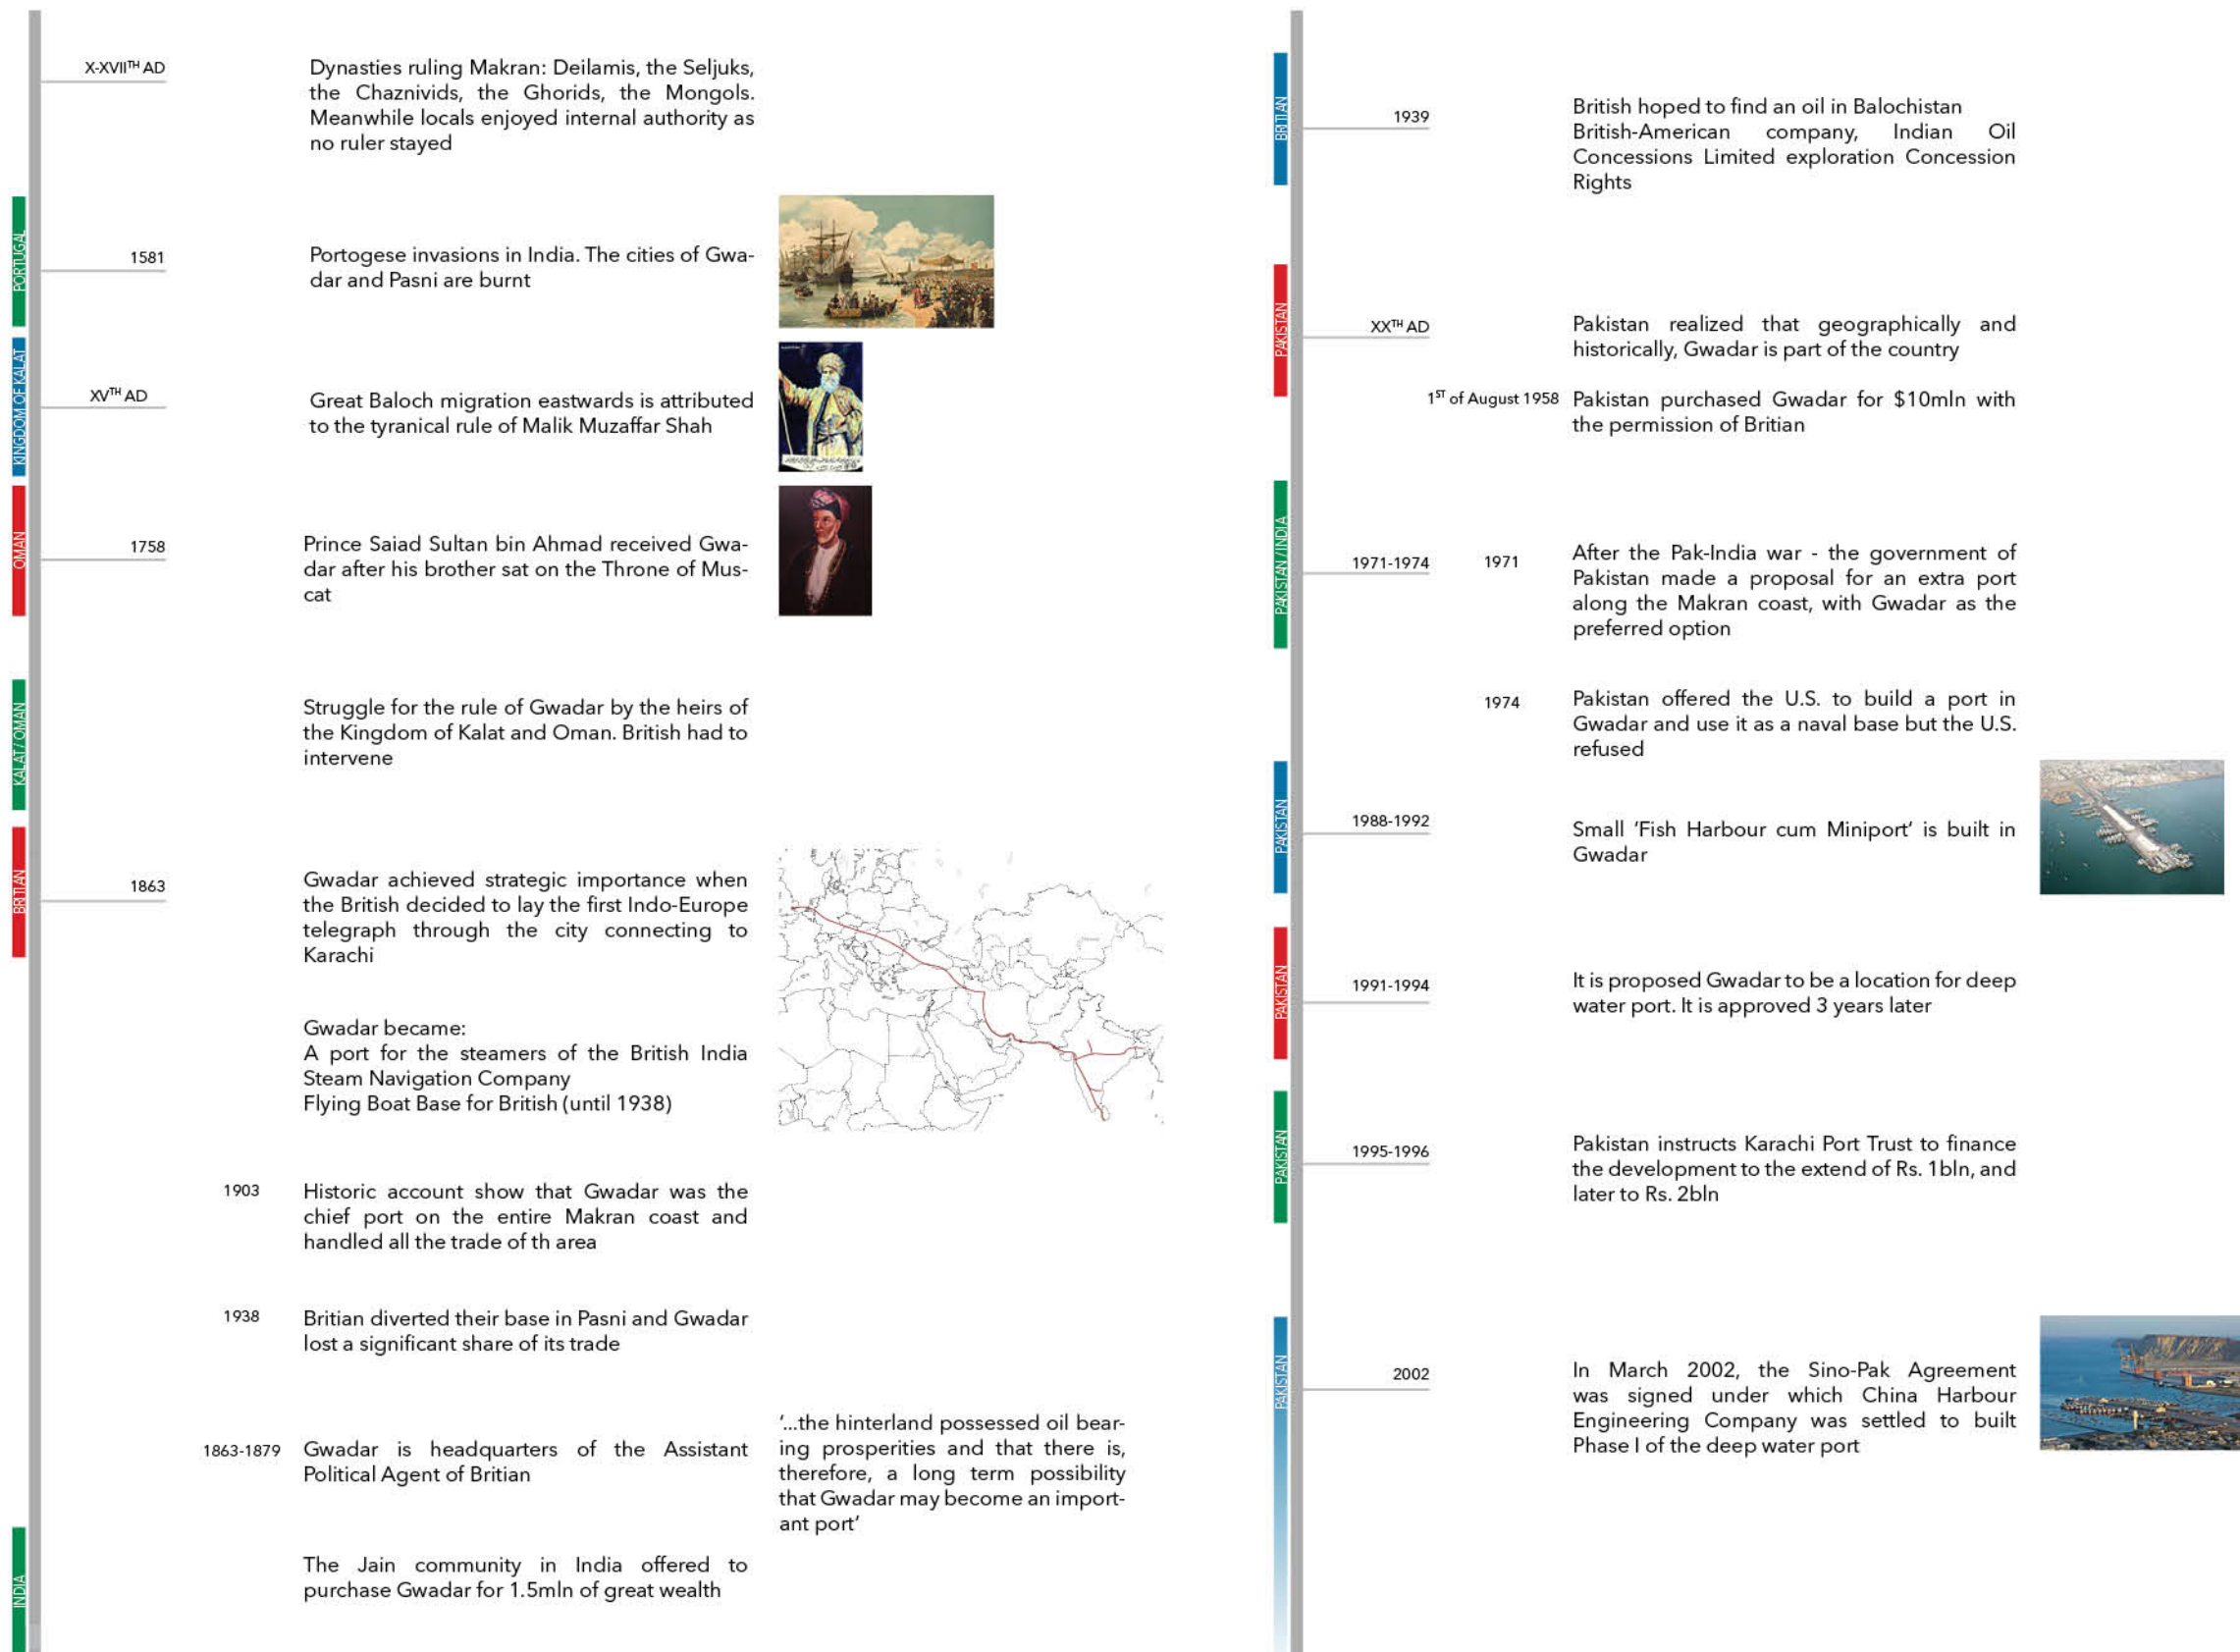 X-XVIITH AD
Dynasties ruling Makran: Deilamis, the Seljuks,
the Chaznivids, the Ghorids, the Mongols.
Meanwhile locals enjoyed internal authority as
no ruler stayed
PORTUGAL
1581
Portogese invasions in India. The cities of Gwa-
dar and Pasni are burnt
KINGDOM OF KALAT
XVTH AD
Great Baloch migration eastwards is attributed
to the tyranical rule of Malik Muzaffar Shah
OMAN
1758
Prince Saiad Sultan bin Ahmad received Gwa-
dar after his brother sat on the Throne of Mus-
cat
KALAT / OMAN
Struggle for the rule of Gwadar by the heirs of
the Kingdom of Kalat and Oman. British had to
intervene
BRITIAN
1863
Gwadar achieved strategic importance when
the British decided to lay the first Indo-Europe
telegraph through the city connecting to
Karachi
Gwadar became:
A port for the steamers of the British India
Steam Navigation Company
Flying Boat Base for British (until 1938)
1903
Historic account show that Gwadar was the
chief port on the entire Makran coast and
handled all the trade of th area
1938
Britian diverted their base in Pasni and Gwadar
lost a significant share of its trade
1863-1879
Gwadar is headquarters of the Assistant
Political Agent of Britian
'...the hinterland possessed oil bear-
ing prosperities and that there is,
therefore, a long term possibility
that Gwadar may become an import-
ant port'
INDIA
The Jain community in India offered to
purchase Gwadar for 1.5mln of great wealth
BRITIAN
1939
British hoped to find an oil in Balochistan
British-American company, Indian Oil
Concessions Limited exploration Concession
Rights
PAKISTAN
XXTH AD
Pakistan realized that geographically and
historically, Gwadar is part of the country
1ST of August 1958
Pakistan purchased Gwadar for $10mln with
the permission of Britian
PAKISTAN / INDIA
1971-1974
1971
After the Pak-India war - the government of
Pakistan made a proposal for an extra port
along the Makran coast, with Gwadar as the
preferred option
1974
Pakistan offered the U.S. to build a port in
Gwadar and use it as a naval base but the U.S.
refused
PAKISTAN
1988-1992
Small 'Fish Harbour cum Miniport' is built in
Gwadar
PAKISTAN
1991-1994
It is proposed Gwadar to be a location for deep
water port. It is approved 3 years later
PAKISTAN
1995-1996
Pakistan instructs Karachi Port Trust to finance
the development to the extend of Rs. 1bln, and
later to Rs. 2bln
PAKISTAN
2002
In March 2002, the Sino-Pak Agreement
was signed under which China Harbour
Engineering Company was settled to built
Phase I of the deep water port